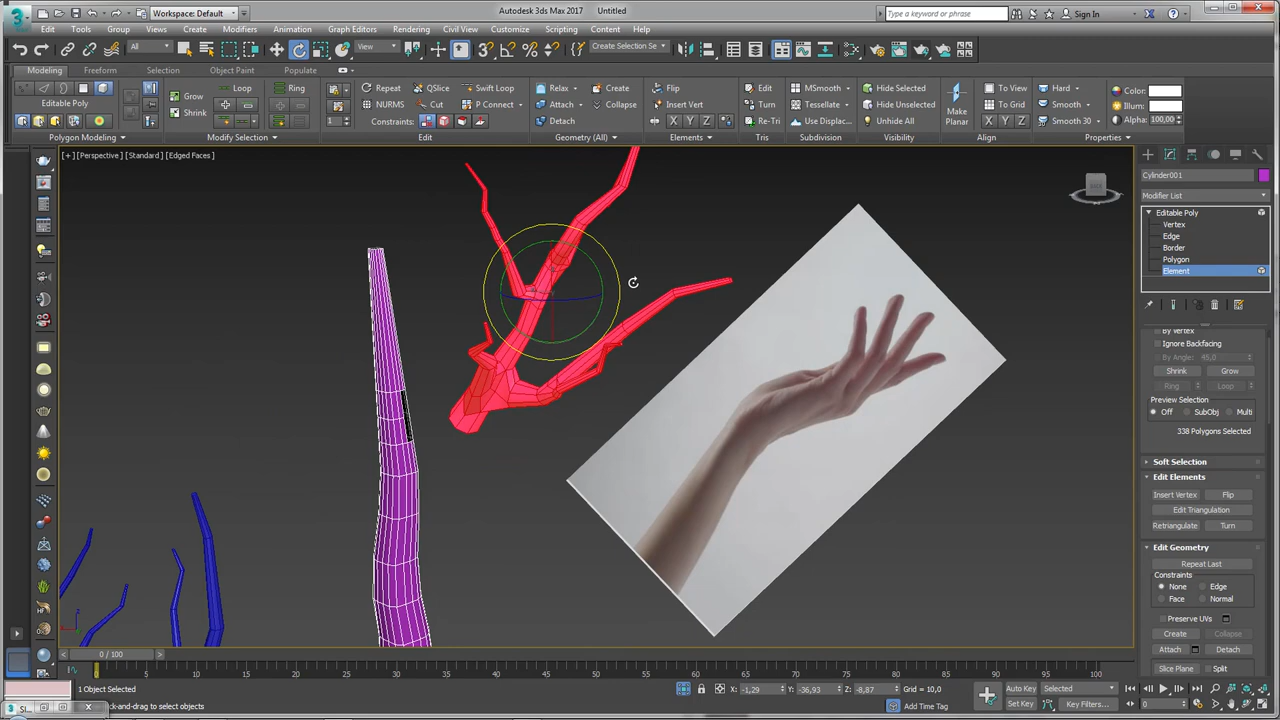 Workspace: Default
Autodesk 3ds Max 2017    Untitled
Type a keyword or phrase
Sign In
Edit Tools Group Views Create Modifiers Animation Graph Editors Rendering Civil View Customize Scripting Content Help
All View Create Selection Se
Modeling Freeform Selection Object Paint Populate
Grow Loop Ring Repeat QSlice Swift Loop Relax Create Flip Edit MSmooth Hide Selected To View Hard Color:
Editable Poly Shrink NURMS Cut P Connect Attach Collapse Insert Vert Turn Tessellate Hide Unselected Make To Grid Smooth Illum:
1 Constraints: Detach X Y Z Re-Tri Use Displac... Unhide All Planar X Y Z Smooth 30 Alpha: 100,00
Polygon Modeling Modify Selection Edit Geometry (All) Elements Tris Subdivision Visibility Align Properties
[+] [Perspective] [Standard] [Edged Faces]
Cylinder001
Modifier List
Editable Poly
Vertex
Edge
Border
Polygon
Element
By Vertex
Ignore Backfacing
By Angle: 45,0
Shrink Grow
Ring Loop
Preview Selection
Off SubObj Multi
338 Polygons Selected
Soft Selection
Edit Elements
Insert Vertex Flip
Edit Triangulation
Retriangulate Turn
Edit Geometry
Repeat Last
Constraints
None Edge
Face Normal
Preserve UVs
Create Collapse
Attach Detach
Slice Plane Split
0 / 100
0 5 10 15 20 25 30 35 40 45 50 55 60 65 70 75 80 85 90 95 100
1 Object Selected X: -1,29 Y: -36,93 Z: -8,87 Grid = 10,0 Auto Key Selected
-and-drag to select objects Add Time Tag Set Key Key Filters... 0